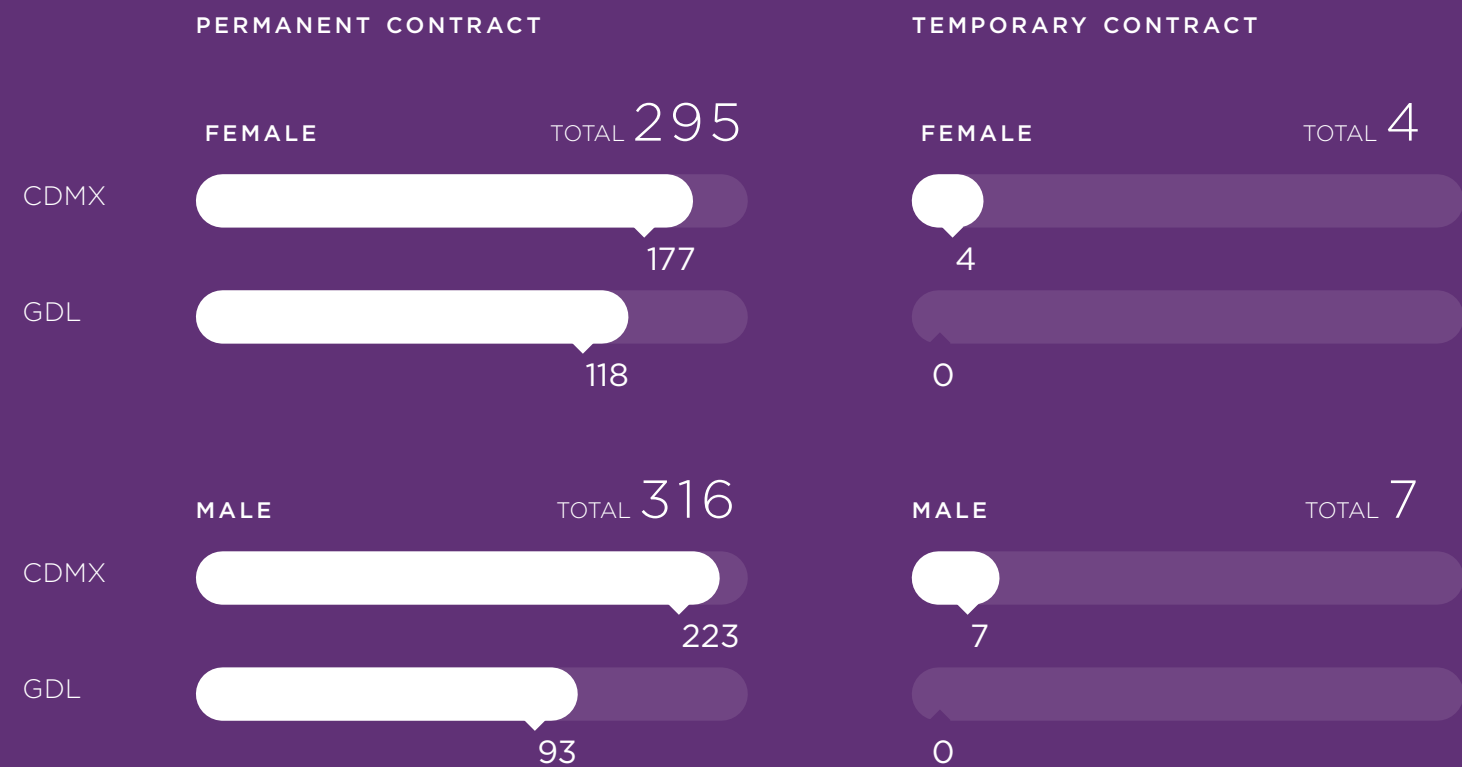 PERMANENT CONTRACT
TEMPORARY CONTRACT
FEMALE TOTAL 295
FEMALE TOTAL 4
CDMX
177
4
GDL
118
0
MALE TOTAL 316
MALE TOTAL 7
CDMX
223
7
GDL
93
0